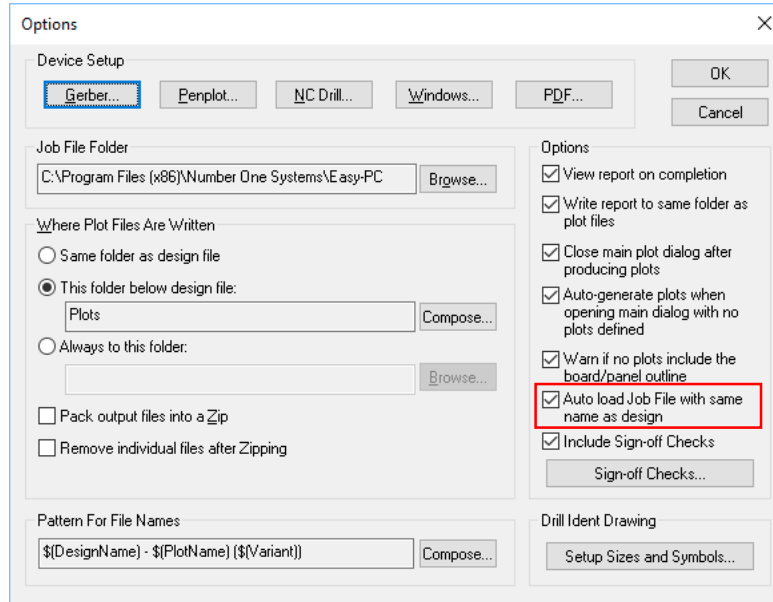 Options
Device Setup
Gerber...
Penplot...
NC Drill...
Windows...
PDF...
OK
Cancel
Job File Folder
C:\Program Files (x86)\Number One Systems\Easy-PC
Browse...
Where Plot Files Are Written
Same folder as design file
This folder below design file:
Plots
Compose...
Always to this folder:
Browse...
Pack output files into a Zip
Remove individual files after Zipping
Options
View report on completion
Write report to same folder as
plot files
Close main plot dialog after
producing plots
Auto-generate plots when
opening main dialog with no
plots defined
Warn if no plots include the
board/panel outline
Auto load Job File with same
name as design
Include Sign-off Checks
Sign-off Checks...
Pattern For File Names
$(DesignName) - $(PlotName) ($(Variant))
Compose...
Drill Ident Drawing
Setup Sizes and Symbols...